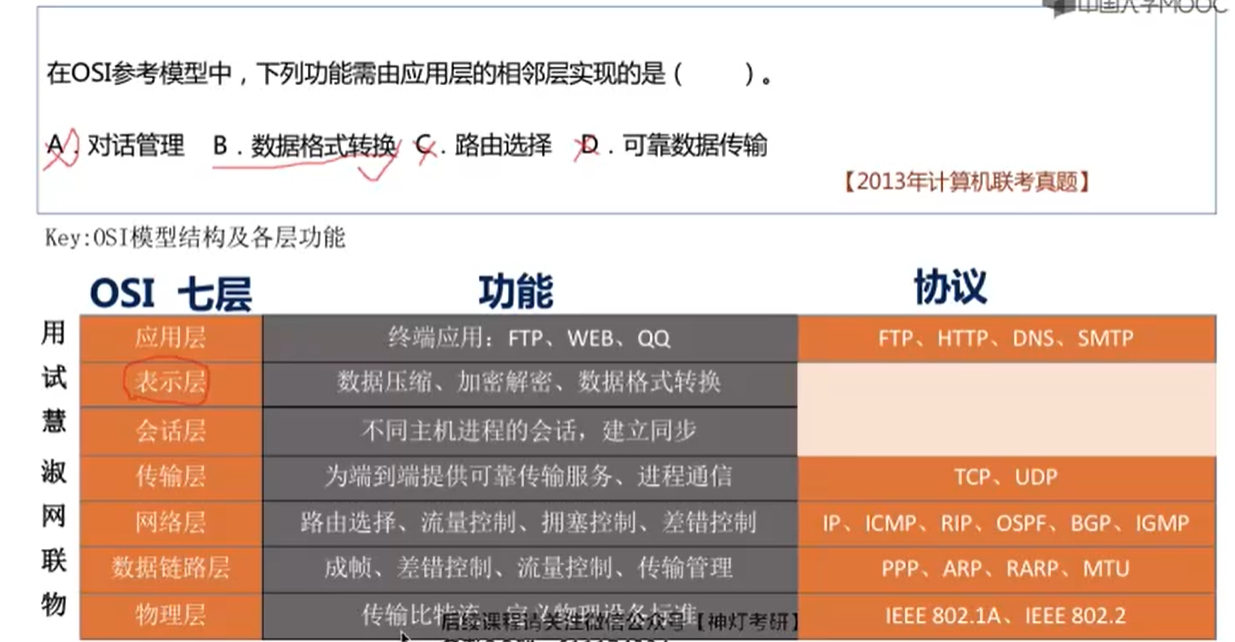 中国大学MOOC
在OSI参考模型中，下列功能需由应用层的相邻层实现的是（　　）。
A．对话管理　B．数据格式转换　C．路由选择　D．可靠数据传输
【2013年计算机联考真题】
Key:OSI模型结构及各层功能
OSI 七层　功能　协议
用　应用层　终端应用：FTP、WEB、QQ　FTP、HTTP、DNS、SMTP
试　表示层　数据压缩、加密解密、数据格式转换
慧　会话层　不同主机进程的会话，建立同步
淑　传输层　为端到端提供可靠传输服务、进程通信　TCP、UDP
网　网络层　路由选择、流量控制、拥塞控制、差错控制　IP、ICMP、RIP、OSPF、BGP、IGMP
联　数据链路层　成帧、差错控制、流量控制、传输管理　PPP、ARP、RARP、MTU
物　物理层　传输比特流、定义物理设备标准　IEEE 802.1A、IEEE 802.2
后续课程请关注微信公众号【神灯考研】